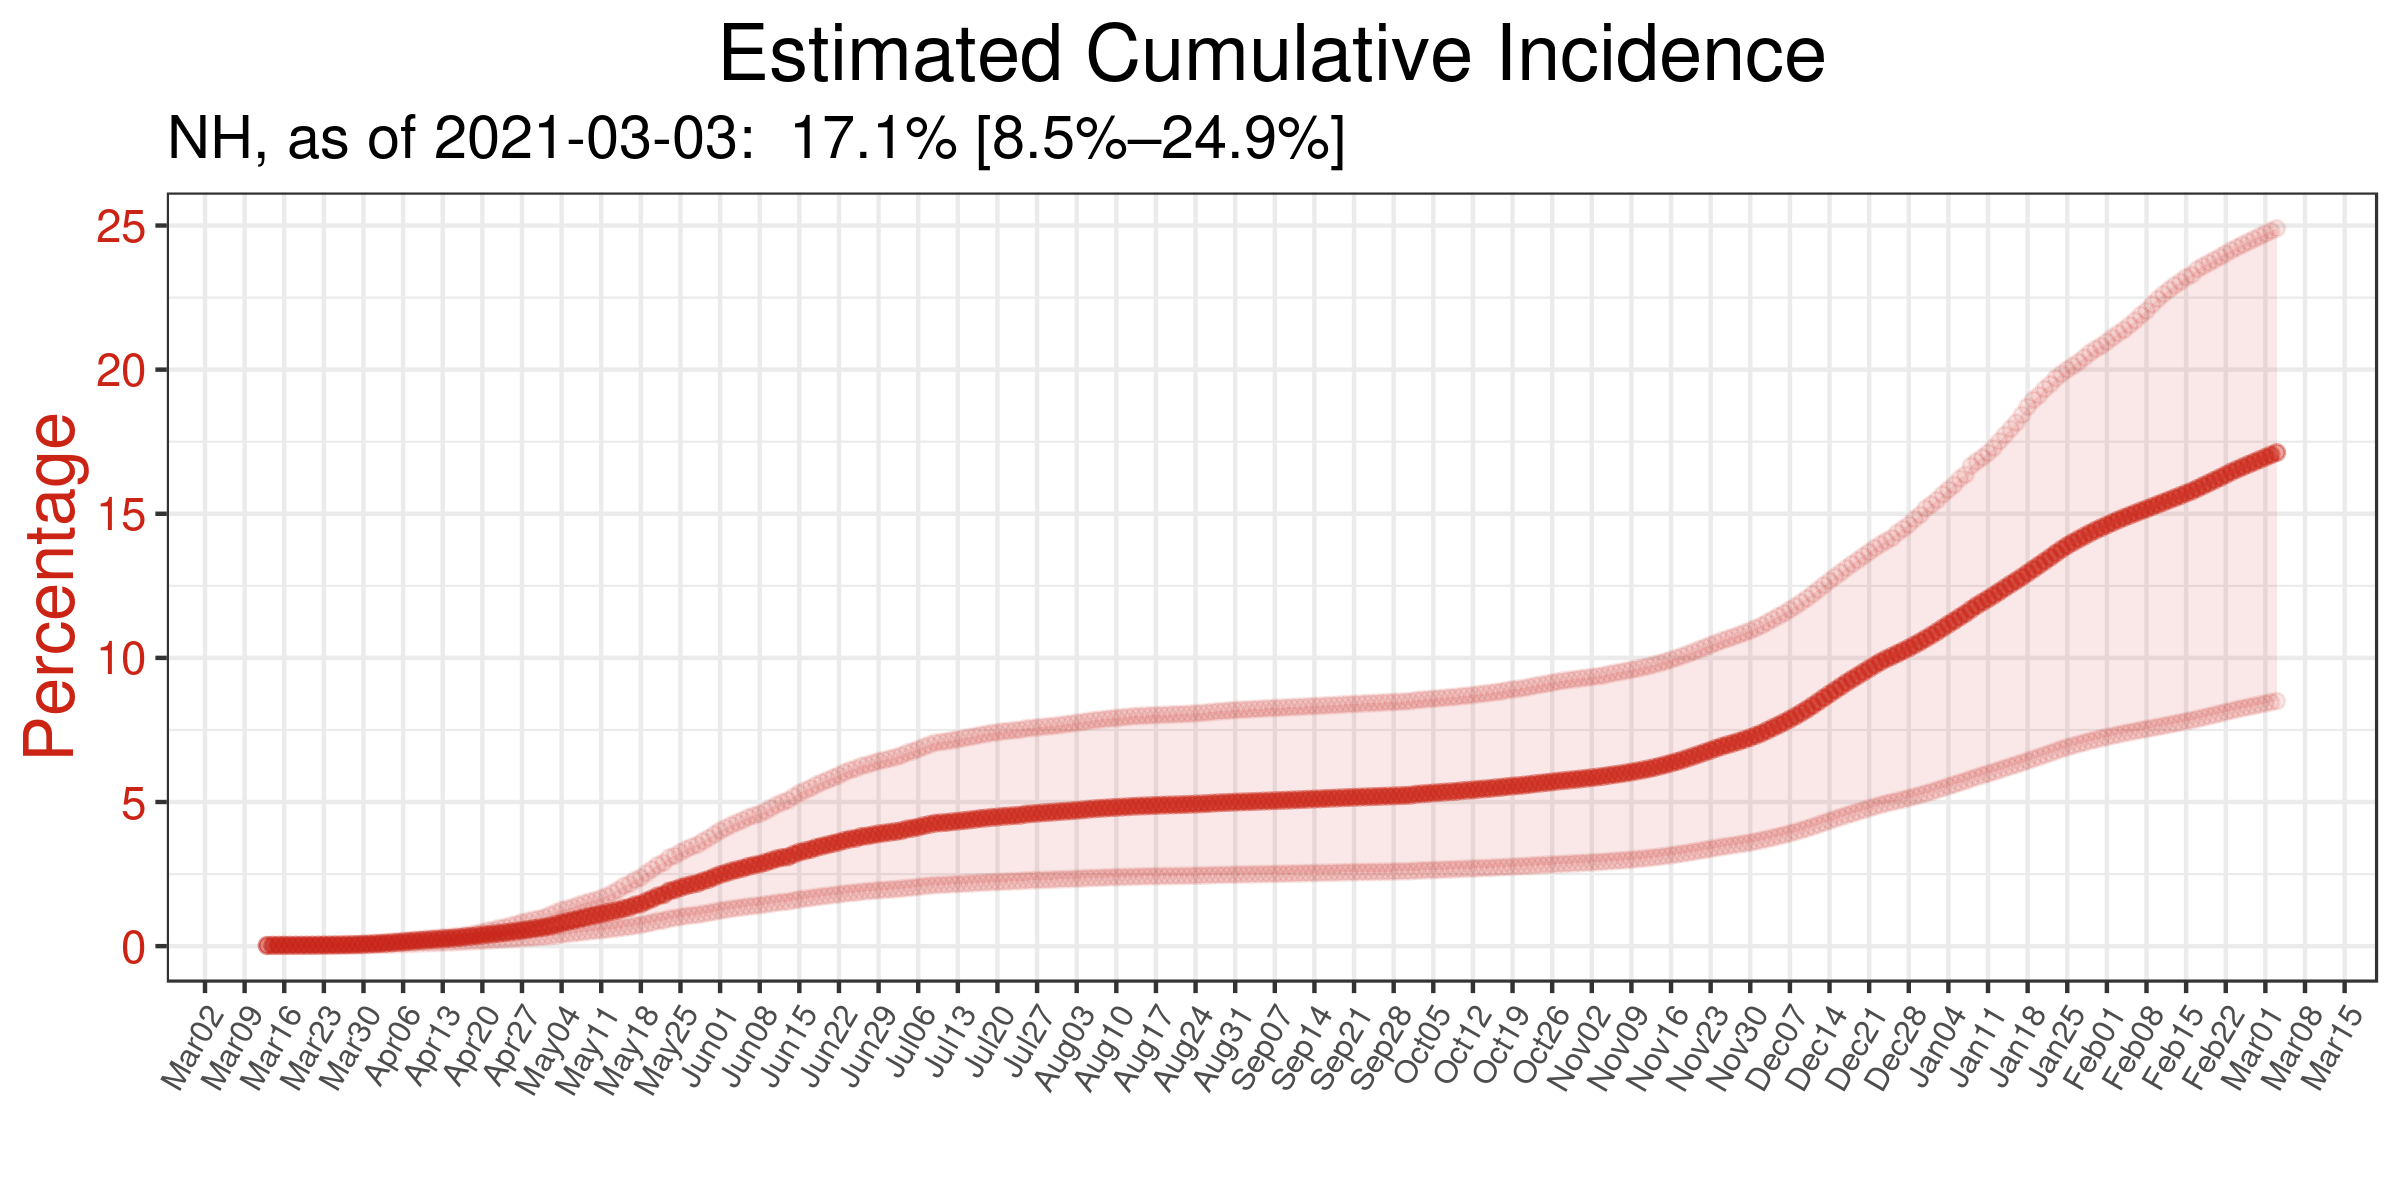 Estimated Cumulative Incidence
NH, as of 2021-03-03:  17.1% [8.5%–24.9%]
Percentage
25
20
15
10
5
0
Mar02
Mar09
Mar16
Mar23
Mar30
Apr06
Apr13
Apr20
Apr27
May04
May11
May18
May25
Jun01
Jun08
Jun15
Jun22
Jun29
Jul06
Jul13
Jul20
Jul27
Aug03
Aug10
Aug17
Aug24
Aug31
Sep07
Sep14
Sep21
Sep28
Oct05
Oct12
Oct19
Oct26
Nov02
Nov09
Nov16
Nov23
Nov30
Dec07
Dec14
Dec21
Dec28
Jan04
Jan11
Jan18
Jan25
Feb01
Feb08
Feb15
Feb22
Mar01
Mar08
Mar15